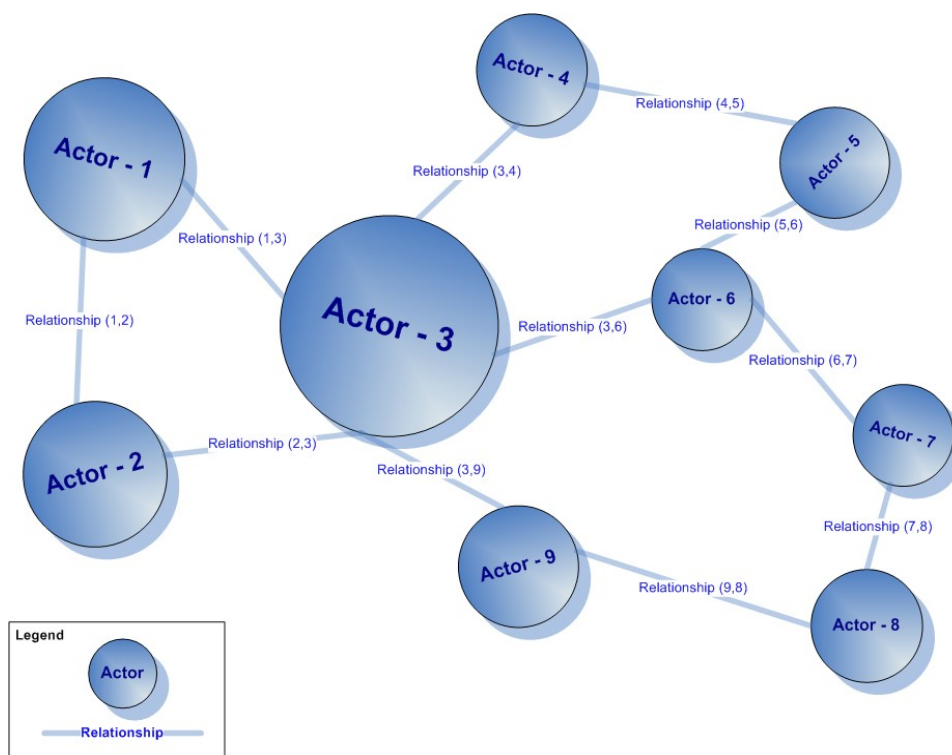 Actor - 4
Relationship (4,5)
Actor - 1
Actor - 5
Relationship (3,4)
Relationship (5,6)
Relationship (1,3)
Actor - 6
Actor - 3
Relationship (1,2)
Relationship (3,6)
Relationship (6,7)
Actor - 7
Relationship (2,3)
Actor - 2
Relationship (3,9)
Relationship (7,8)
Actor - 9
Relationship (9,8)
Actor - 8
Legend
Actor
Relationship